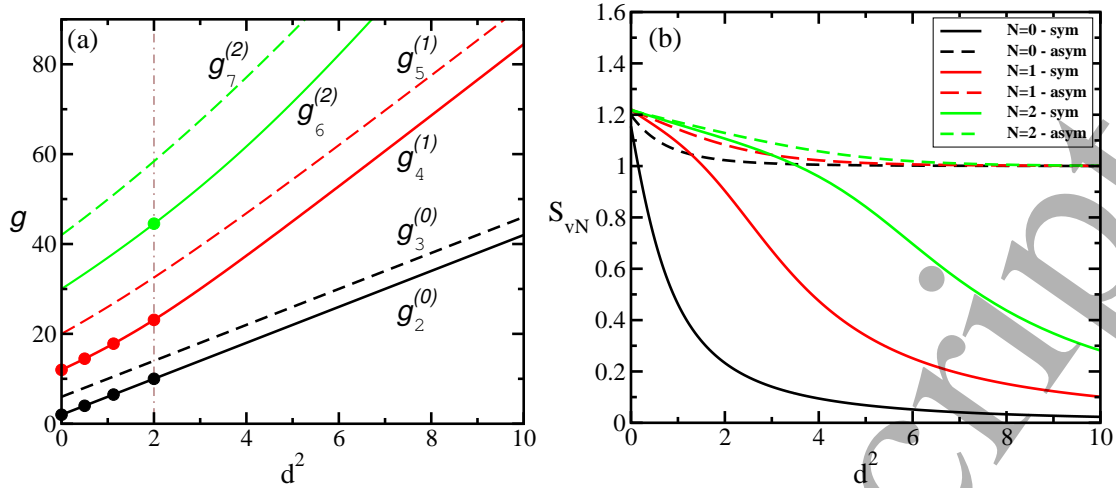 (a)
80
60
g
40
20
0
0 2 4 6 8 10
d²
g₇⁽²⁾
g₆⁽²⁾
g₅⁽¹⁾
g₄⁽¹⁾
g₃⁽⁰⁾
g₂⁽⁰⁾
(b)
1.6
1.4
1.2
1
S_vN
0.8
0.6
0.4
0.2
0
0 2 4 6 8 10
d²
N=0 - sym
N=0 - asym
N=1 - sym
N=1 - asym
N=2 - sym
N=2 - asym